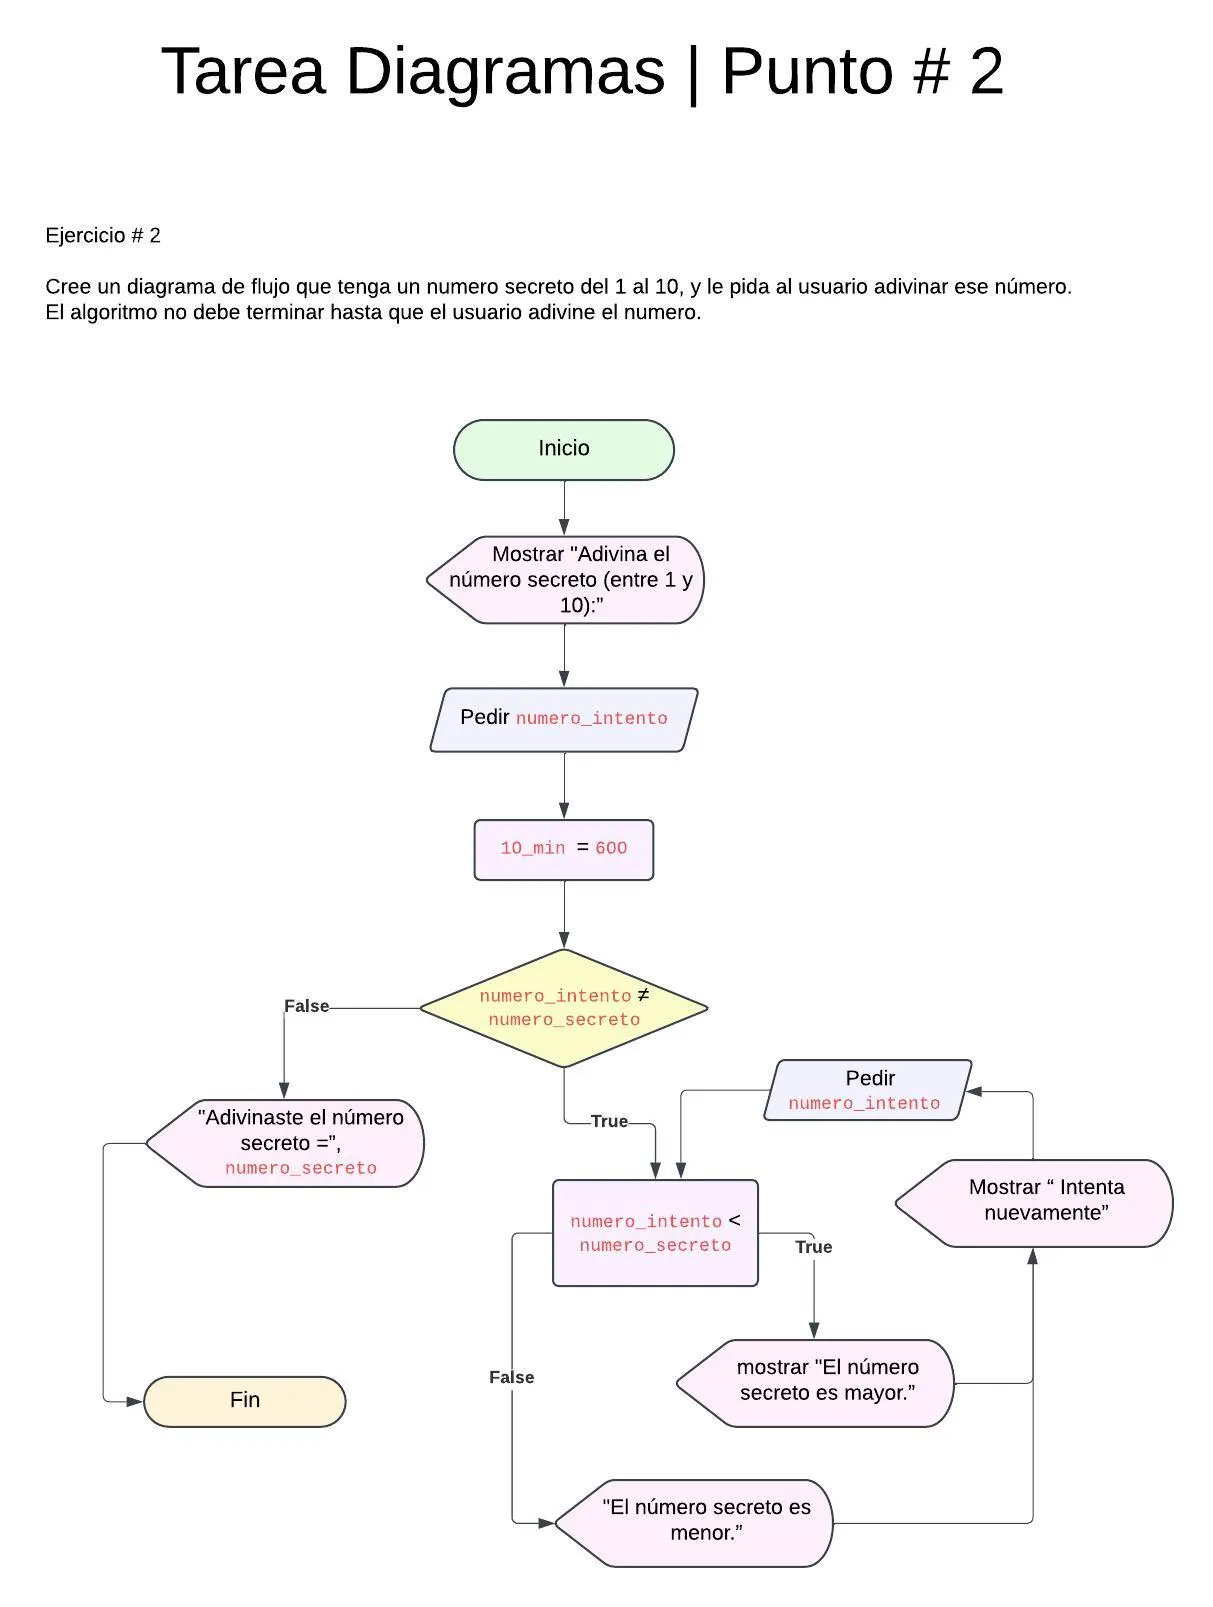 Tarea Diagramas | Punto # 2
Ejercicio # 2
Cree un diagrama de flujo que tenga un numero secreto del 1 al 10, y le pida al usuario adivinar ese número.
El algoritmo no debe terminar hasta que el usuario adivine el numero.
Inicio
Mostrar "Adivina el
número secreto (entre 1 y
10):”
Pedir numero_intento
10_min = 600
numero_intento ≠
numero_secreto
False
True
"Adivinaste el número
secreto =”,
numero_secreto
Fin
Pedir
numero_intento
Mostrar “ Intenta
nuevamente”
numero_intento <
numero_secreto
True
False
mostrar "El número
secreto es mayor.”
"El número secreto es
menor.”